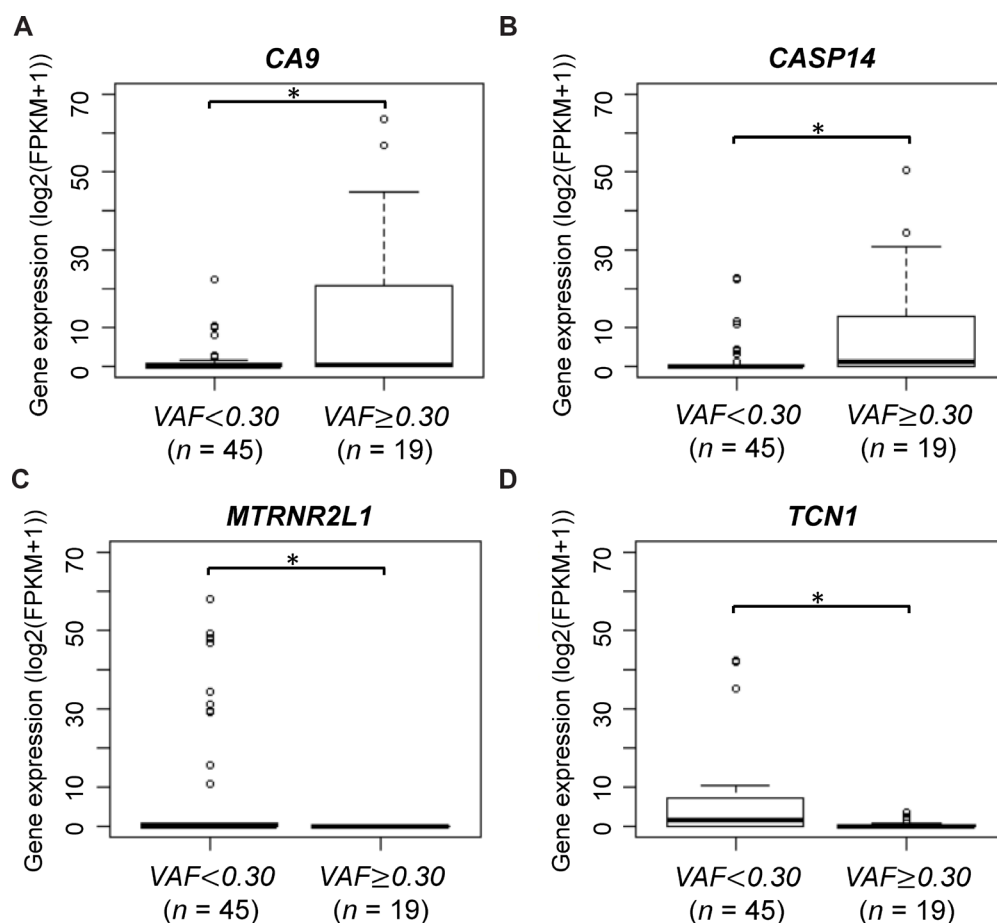 A
CA9
Gene expression (log2(FPKM+1))
70
50
30
10
0
*
VAF<0.30
(n = 45)
VAF≥0.30
(n = 19)
B
CASP14
Gene expression (log2(FPKM+1))
70
50
30
10
0
*
VAF<0.30
(n = 45)
VAF≥0.30
(n = 19)
C
MTRNR2L1
Gene expression (log2(FPKM+1))
70
50
30
10
0
*
VAF<0.30
(n = 45)
VAF≥0.30
(n = 19)
D
TCN1
Gene expression (log2(FPKM+1))
70
50
30
10
0
*
VAF<0.30
(n = 45)
VAF≥0.30
(n = 19)